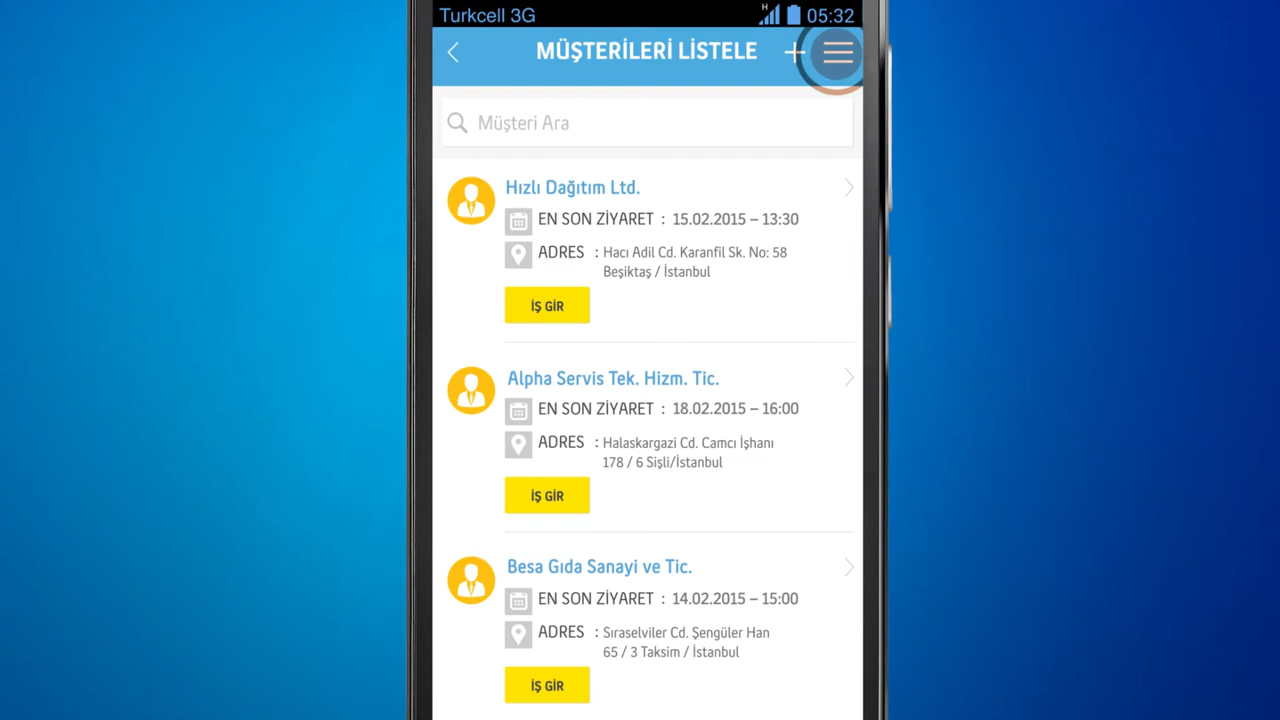 Turkcell 3G H 05:32
MÜŞTERİLERİ LİSTELE
Müşteri Ara
Hızlı Dağıtım Ltd.
EN SON ZİYARET : 15.02.2015 – 13:30
ADRES : Hacı Adil Cd. Karanfil Sk. No: 58
Beşiktaş / İstanbul
İŞ GİR
Alpha Servis Tek. Hizm. Tic.
EN SON ZİYARET : 18.02.2015 – 16:00
ADRES : Halaskargazi Cd. Camcı İşhanı
178 / 6 Sişli/İstanbul
İŞ GİR
Besa Gıda Sanayi ve Tic.
EN SON ZİYARET : 14.02.2015 – 15:00
ADRES : Sıraselviler Cd. Şengüler Han
65 / 3 Taksim / İstanbul
İŞ GİR